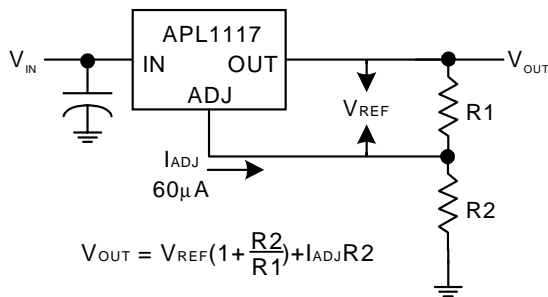 APL1117
V_IN
IN
OUT
V_OUT
ADJ
VREF
R1
IADJ
60μA
R2
VOUT = VREF(1+R2/R1)+IADJR2